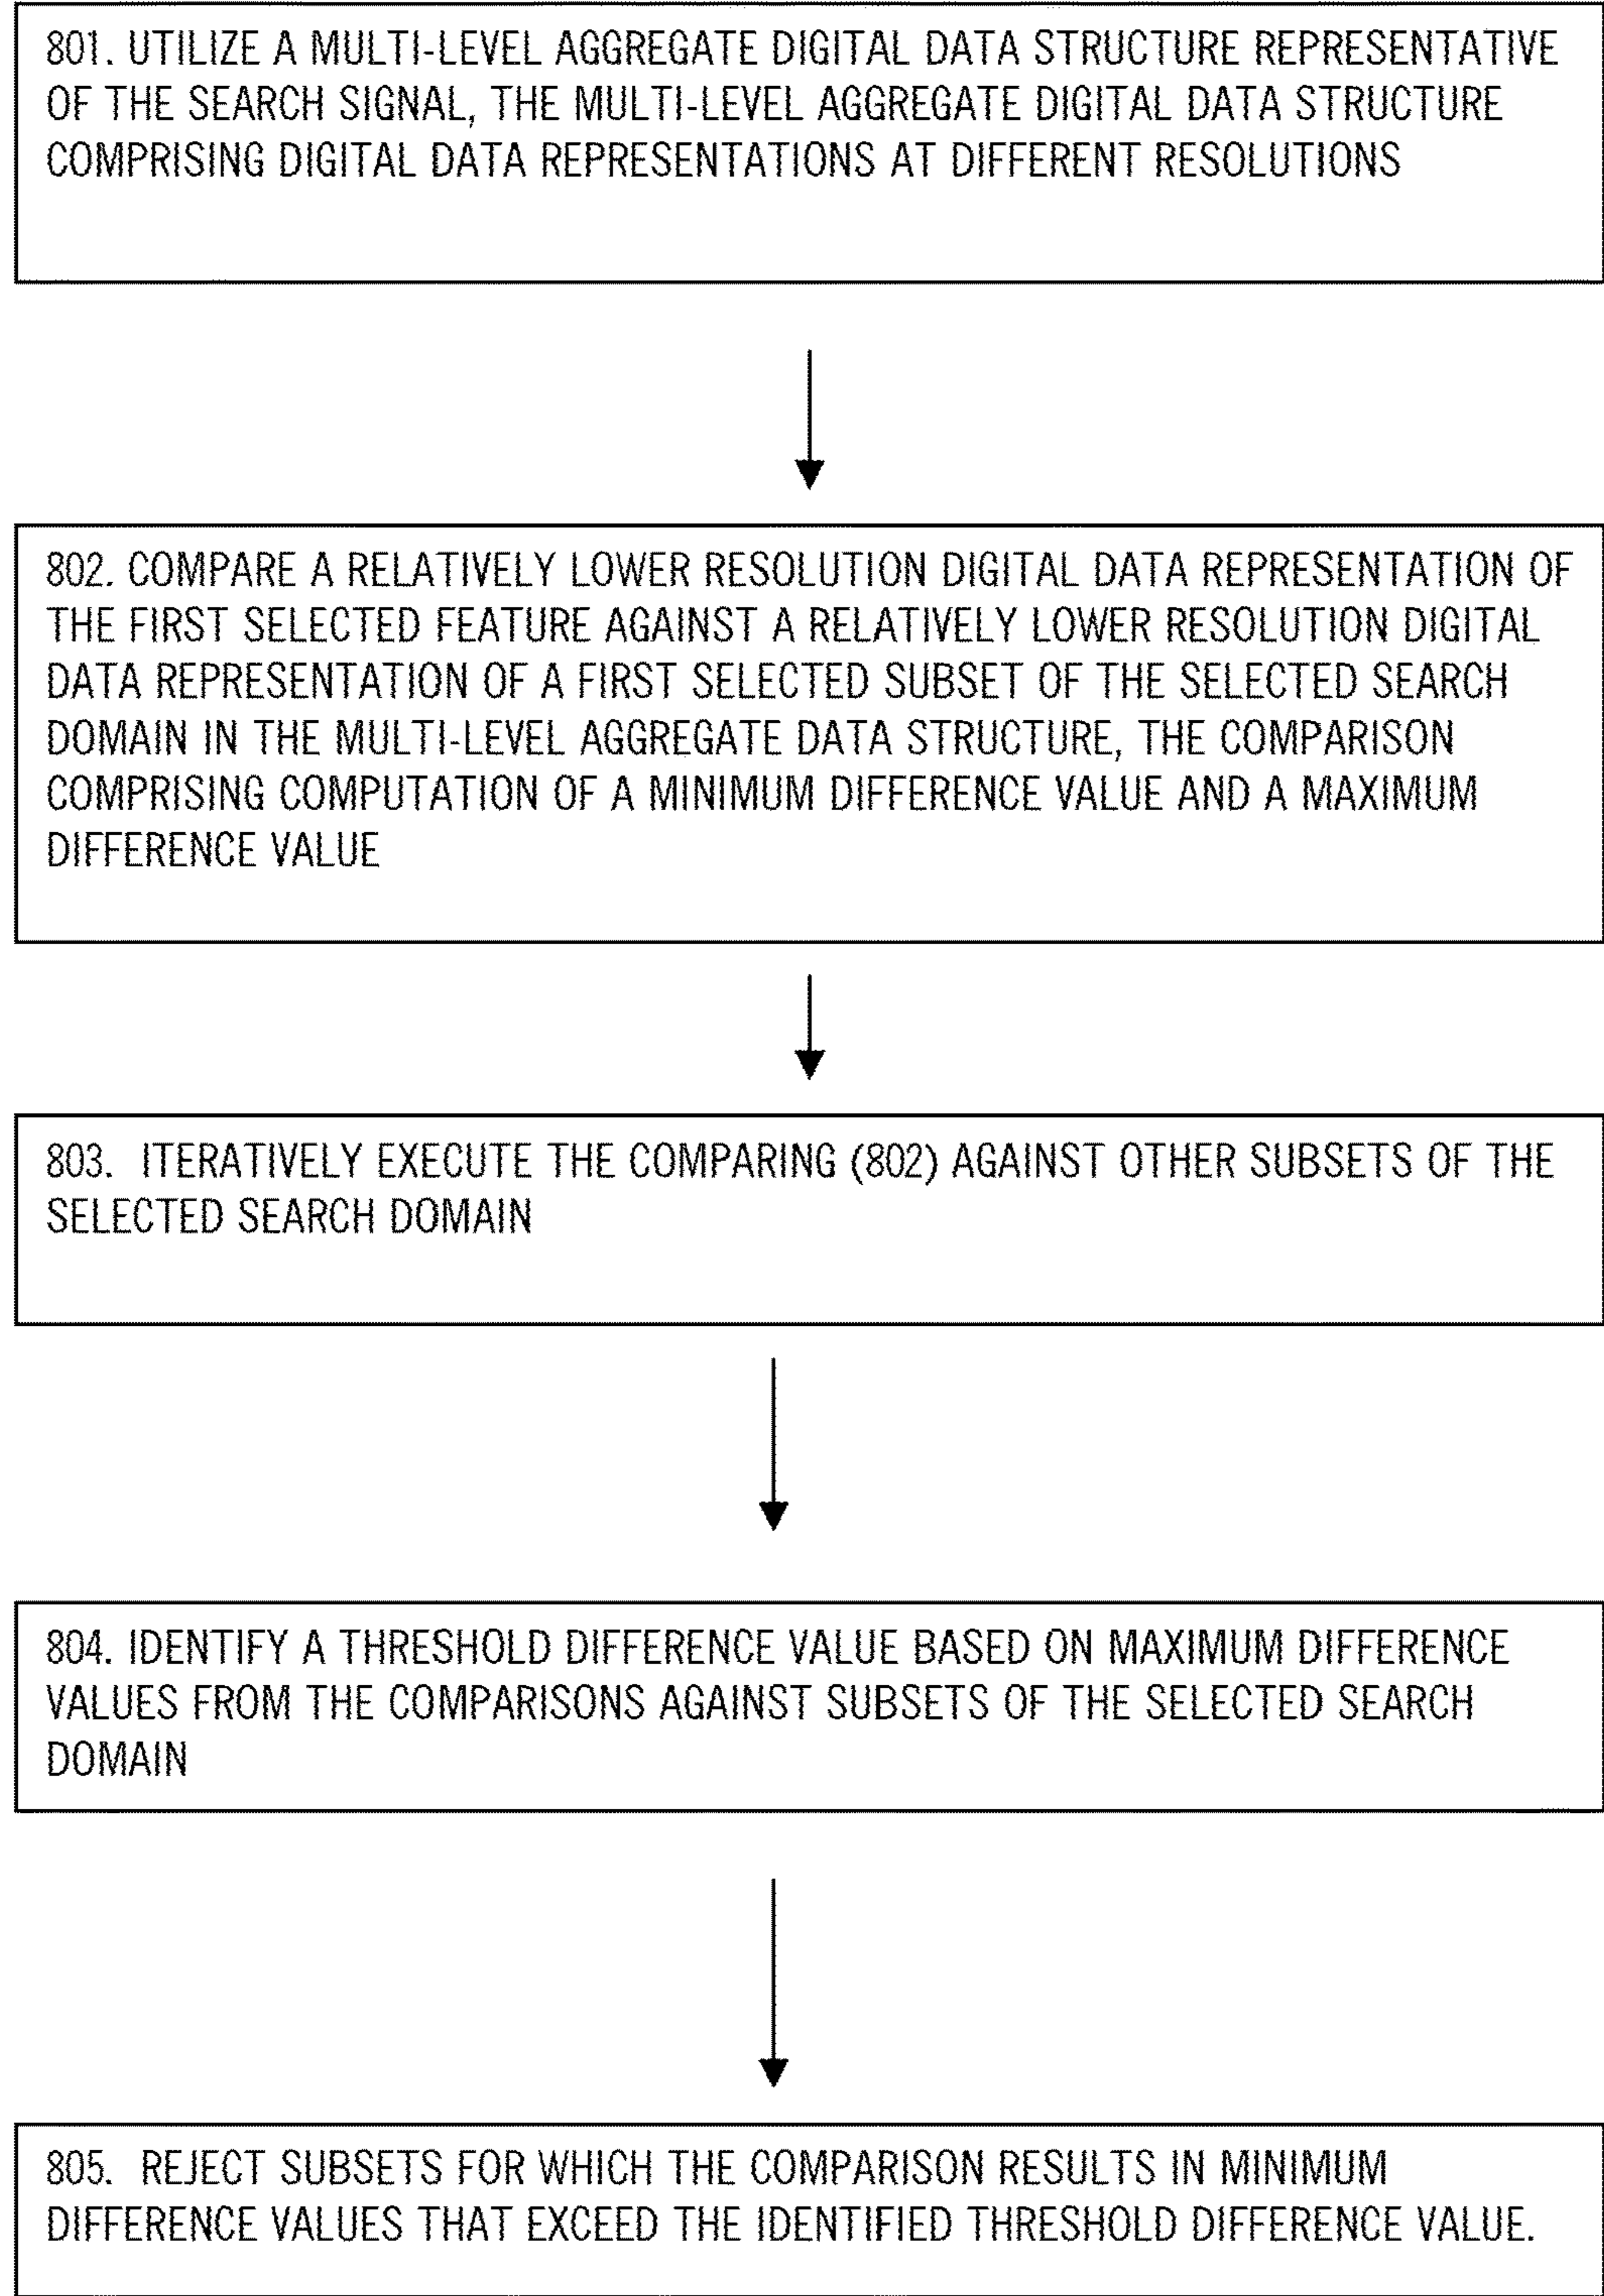 801. UTILIZE A MULTI-LEVEL AGGREGATE DIGITAL DATA STRUCTURE REPRESENTATIVE
OF THE SEARCH SIGNAL, THE MULTI-LEVEL AGGREGATE DIGITAL DATA STRUCTURE
COMPRISING DIGITAL DATA REPRESENTATIONS AT DIFFERENT RESOLUTIONS
802. COMPARE A RELATIVELY LOWER RESOLUTION DIGITAL DATA REPRESENTATION OF
THE FIRST SELECTED FEATURE AGAINST A RELATIVELY LOWER RESOLUTION DIGITAL
DATA REPRESENTATION OF A FIRST SELECTED SUBSET OF THE SELECTED SEARCH
DOMAIN IN THE MULTI-LEVEL AGGREGATE DATA STRUCTURE, THE COMPARISON
COMPRISING COMPUTATION OF A MINIMUM DIFFERENCE VALUE AND A MAXIMUM
DIFFERENCE VALUE
803. ITERATIVELY EXECUTE THE COMPARING (802) AGAINST OTHER SUBSETS OF THE
SELECTED SEARCH DOMAIN
804. IDENTIFY A THRESHOLD DIFFERENCE VALUE BASED ON MAXIMUM DIFFERENCE
VALUES FROM THE COMPARISONS AGAINST SUBSETS OF THE SELECTED SEARCH
DOMAIN
805. REJECT SUBSETS FOR WHICH THE COMPARISON RESULTS IN MINIMUM
DIFFERENCE VALUES THAT EXCEED THE IDENTIFIED THRESHOLD DIFFERENCE VALUE.